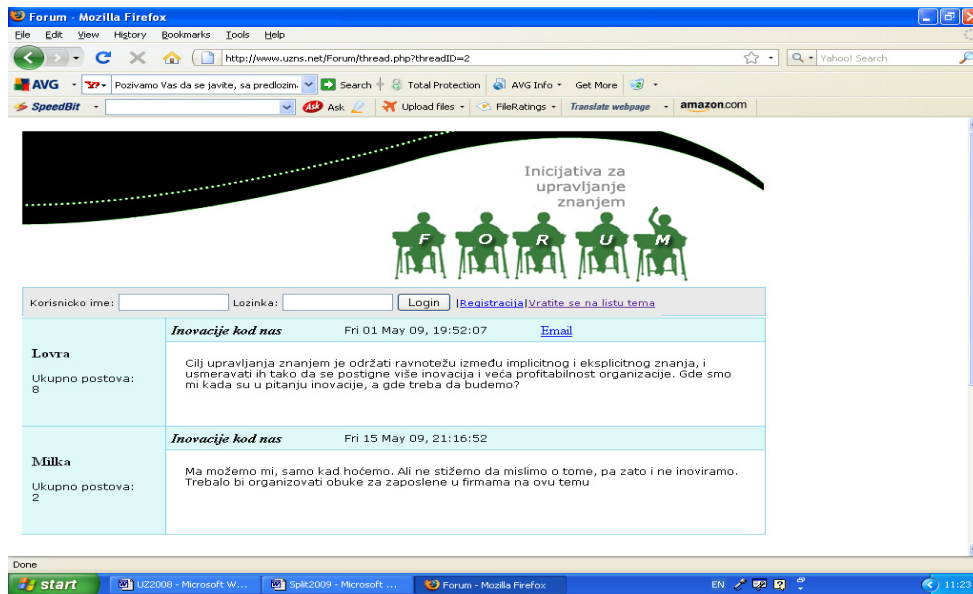 Forum - Mozilla Firefox
File Edit View History Bookmarks Tools Help
http://www.uzns.net/Forum/thread.php?threadID=2 Yahoo! Search
AVG Pozivamo Vas da se javite, sa predlozim. Search Total Protection AVG Info Get More
SpeedBit Ask Upload files FileRatings Translate webpage amazon.com
Inicijativa za
upravljanje
znanjem
F O R U M
Korisnicko ime: Lozinka: Login |Registracija|Vratite se na listu tema
Inovacije kod nas Fri 01 May 09, 19:52:07 Email
Lovra
Ukupno postova:
8
Cilj upravljanja znanjem je održati ravnotežu između implicitnog i eksplicitnog znanja, i
usmeravati ih tako da se postigne više inovacija i veća profitabilnost organizacije. Gde smo
mi kada su u pitanju inovacije, a gde treba da budemo?
Inovacije kod nas Fri 15 May 09, 21:16:52
Milka
Ukupno postova:
2
Ma možemo mi, samo kad hoćemo. Ali ne stižemo da mislimo o tome, pa zato i ne inoviramo.
Trebalo bi organizovati obuke za zaposlene u firmama na ovu temu
Done
start UZ2008 - Microsoft W... Split2009 - Microsoft ... Forum - Mozilla Firefox EN 11:23